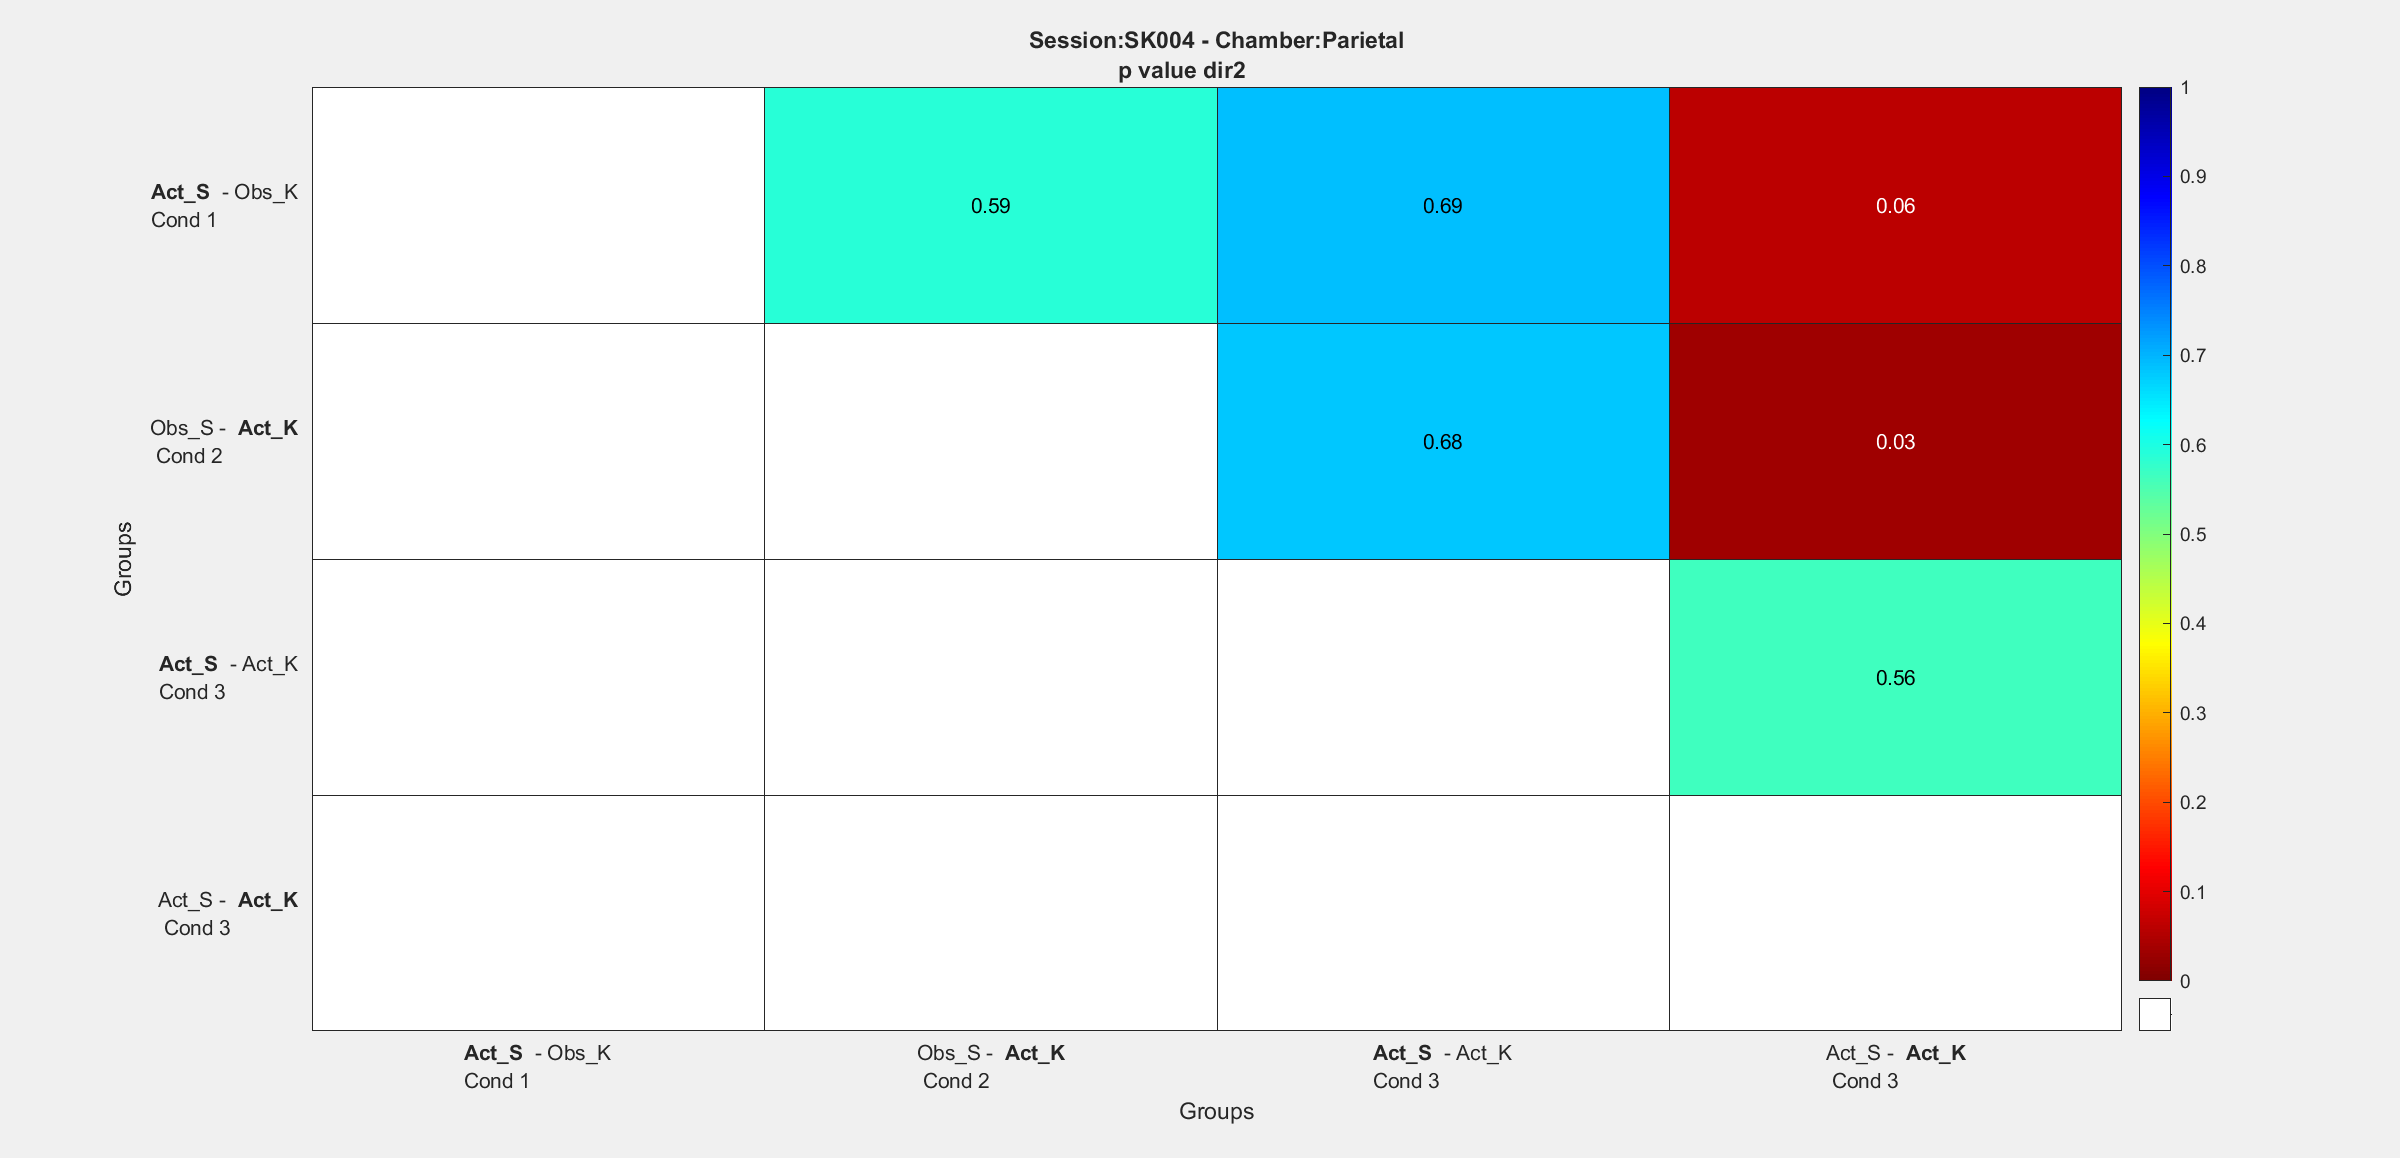 Session:SK004 - Chamber:Parietal
p value dir2
Act_S - Obs_K
Cond 1
0.59
0.69
0.06
Obs_S - Act_K
Cond 2
0.68
0.03
Groups
Act_S - Act_K
Cond 3
0.56
Act_S - Act_K
Cond 3
1
0.9
0.8
0.7
0.6
0.5
0.4
0.3
0.2
0.1
0
Act_S - Obs_K
Cond 1
Obs_S - Act_K
Cond 2
Act_S - Act_K
Cond 3
Act_S - Act_K
Cond 3
Groups